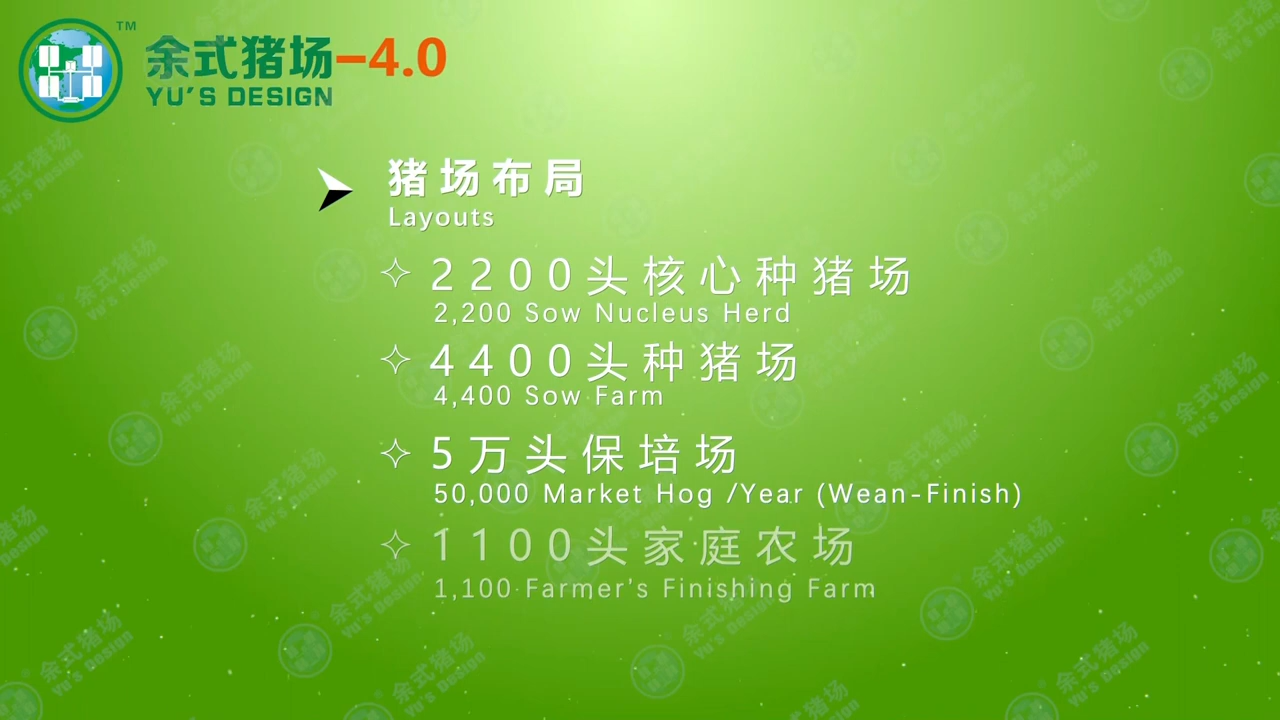 TM
余式猪场-4.0
YU'S DESIGN
猪场布局
Layouts
2200头核心种猪场
2,200 Sow Nucleus Herd
4400头种猪场
4,400 Sow Farm
5万头保培场
50,000 Market Hog /Year (Wean-Finish)
1100头家庭农场
1,100 Farmer's Finishing Farm